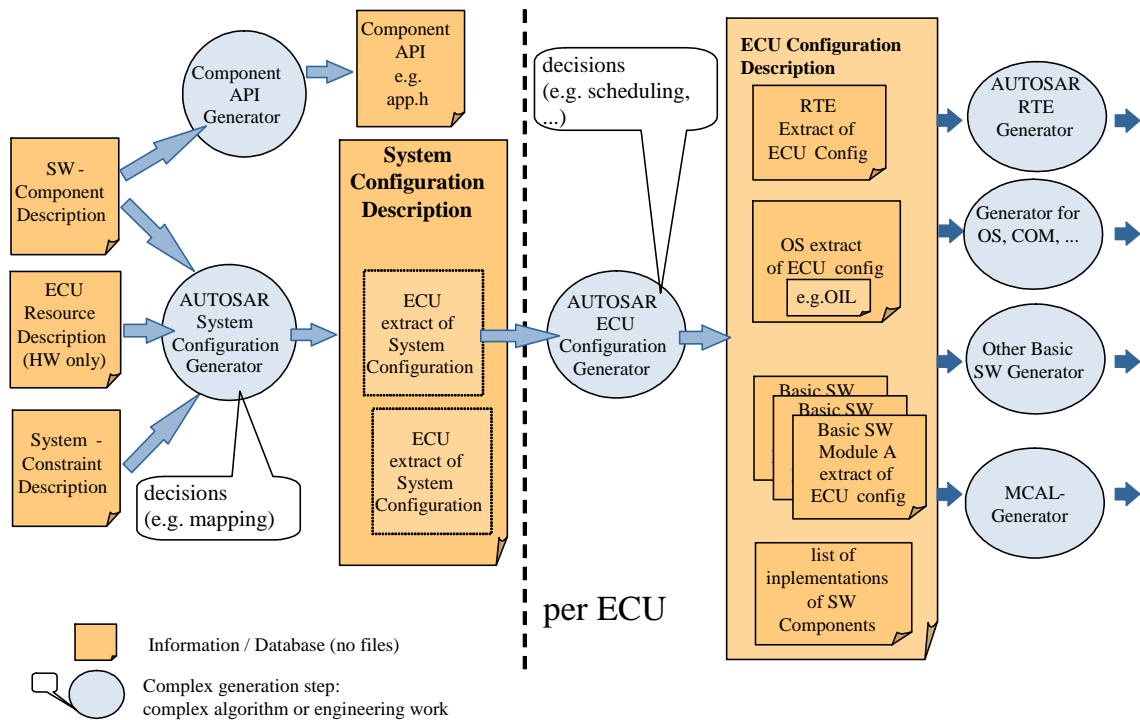 Component
API
Generator
Component
API
e.g.
app.h
SW -
Component
Description
ECU
Resource
Description
(HW only)
System -
Constraint
Description
AUTOSAR
System
Configuration
Generator
decisions
(e.g. mapping)
System
Configuration
Description
ECU
extract of
System
Configuration
ECU
extract of
System
Configuration
decisions
(e.g. scheduling,
...)
AUTOSAR
ECU
Configuration
Generator
per ECU
ECU Configuration
Description
RTE
Extract of
ECU Config
OS extract
of ECU config
e.g.OIL
Basic SW
Basic SW
Basic SW
Module A
extract of
ECU config
list of
inplementations
of SW
Components
AUTOSAR
RTE
Generator
Generator for
OS, COM, ...
Other Basic
SW Generator
MCAL-
Generator
Information / Database (no files)
Complex generation step:
complex algorithm or engineering work